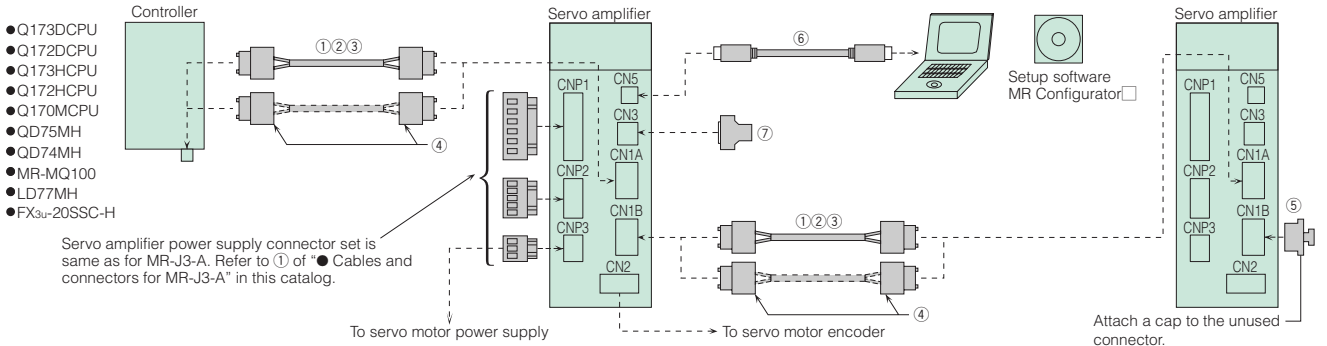 Controller
●Q173DCPU
●Q172DCPU
●Q173HCPU
●Q172HCPU
●Q170MCPU
●QD75MH
●QD74MH
●MR-MQ100
●LD77MH
●FX3U-20SSC-H
①②③
④
Servo amplifier power supply connector set is
same as for MR-J3-A. Refer to ① of "● Cables and
connectors for MR-J3-A" in this catalog.
Servo amplifier
CNP1
CNP2
CNP3
CN5
CN3
CN1A
CN1B
CN2
⑥
⑦
Setup software
MR Configurator□
①②③
④
To servo motor power supply
To servo motor encoder
Servo amplifier
CNP1
CNP2
CNP3
CN5
CN3
CN1A
CN1B
CN2
⑤
Attach a cap to the unused
connector.